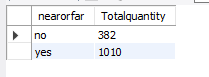 nearorfar Totalquantity
no 382
yes 1010